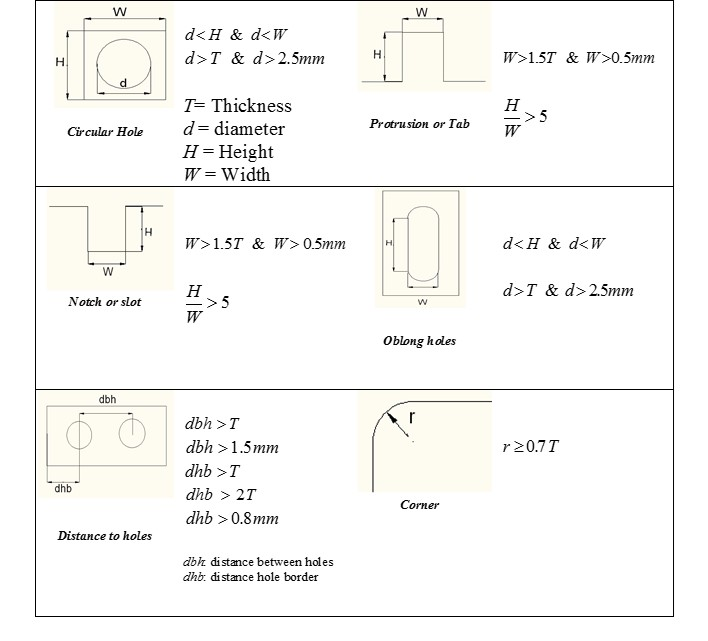 W
H
d
Circular Hole
d<H & d<W
d>T & d>2.5mm
T= Thickness
d = diameter
H = Height
W = Width
W
H
Protrusion or Tab
W>1.5T & W>0.5mm
H/W > 5
H
W
Notch or slot
W>1.5T & W>0.5mm
H/W > 5
H
W
Oblong holes
d<H & d<W
d>T & d>2.5mm
dbh
dhb
Distance to holes
dbh >T
dbh >1.5mm
dhb >T
dhb > 2T
dhb >0.8mm
dbh: distance between holes
dhb: distance hole border
r
Corner
r≥0.7T